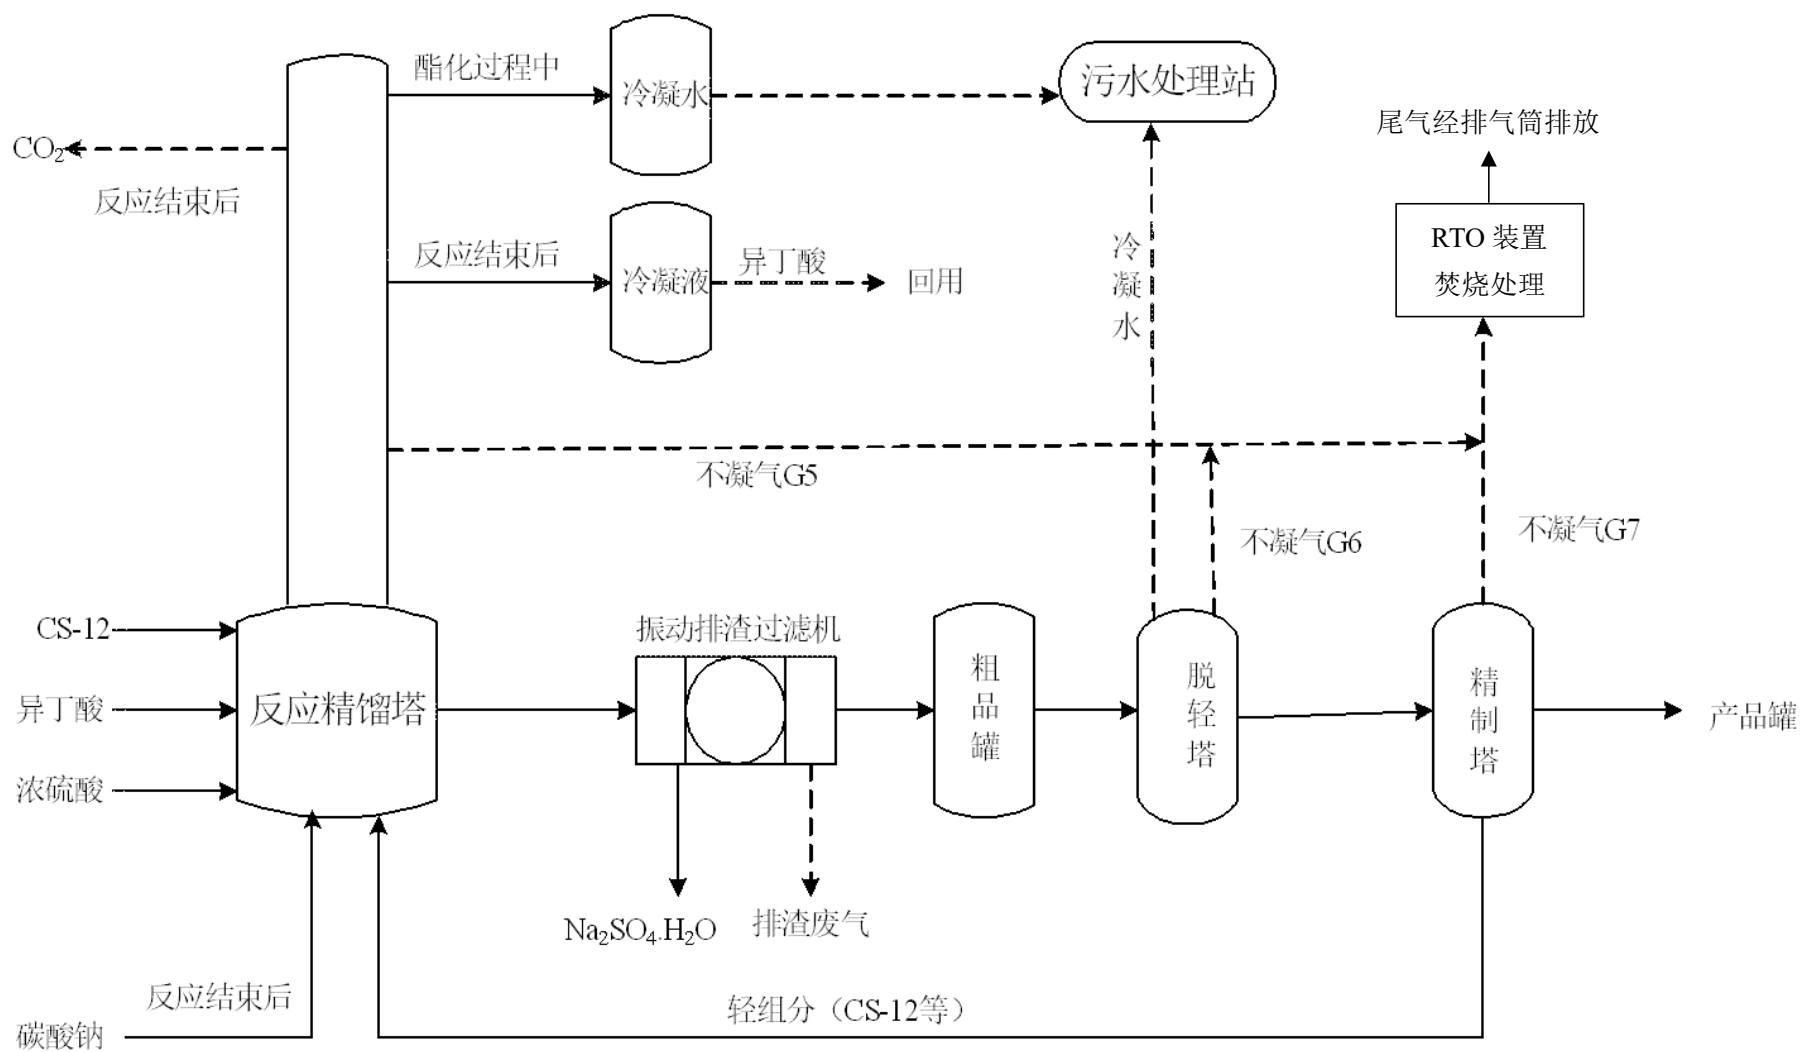 酯化过程中
冷凝水
污水处理站
尾气经排气筒排放
CO₂
反应结束后
反应结束后
冷凝液
异丁酸
回用
冷凝水
RTO 装置
焚烧处理
不凝气G5
不凝气G6
不凝气G7
CS-12
异丁酸
浓硫酸
反应精馏塔
振动排渣过滤机
粗品罐
脱轻塔
精制塔
产品罐
Na₂SO₄.H₂O
排渣废气
反应结束后
碳酸钠
轻组分（CS-12等）